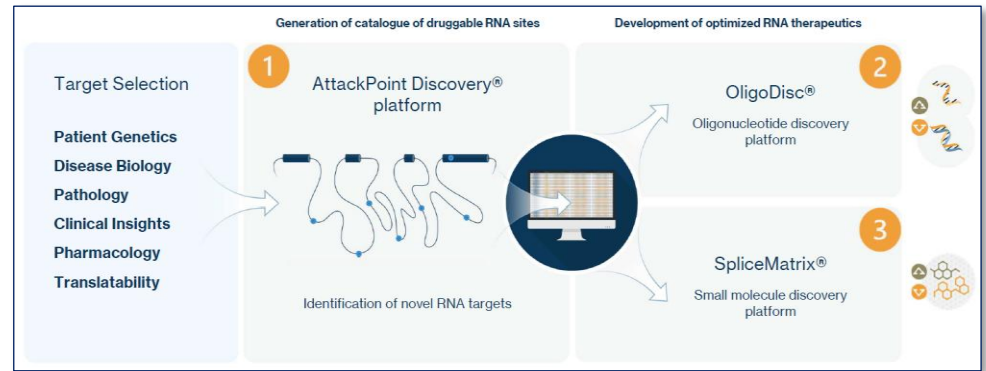 Generation of catalogue of druggable RNA sites
Development of optimized RNA therapeutics
Target Selection
Patient Genetics
Disease Biology
Pathology
Clinical Insights
Pharmacology
Translatability
1
AttackPoint Discovery®
platform
Identification of novel RNA targets
2
OligoDisc®
Oligonucleotide discovery
platform
3
SpliceMatrix®
Small molecule discovery
platform